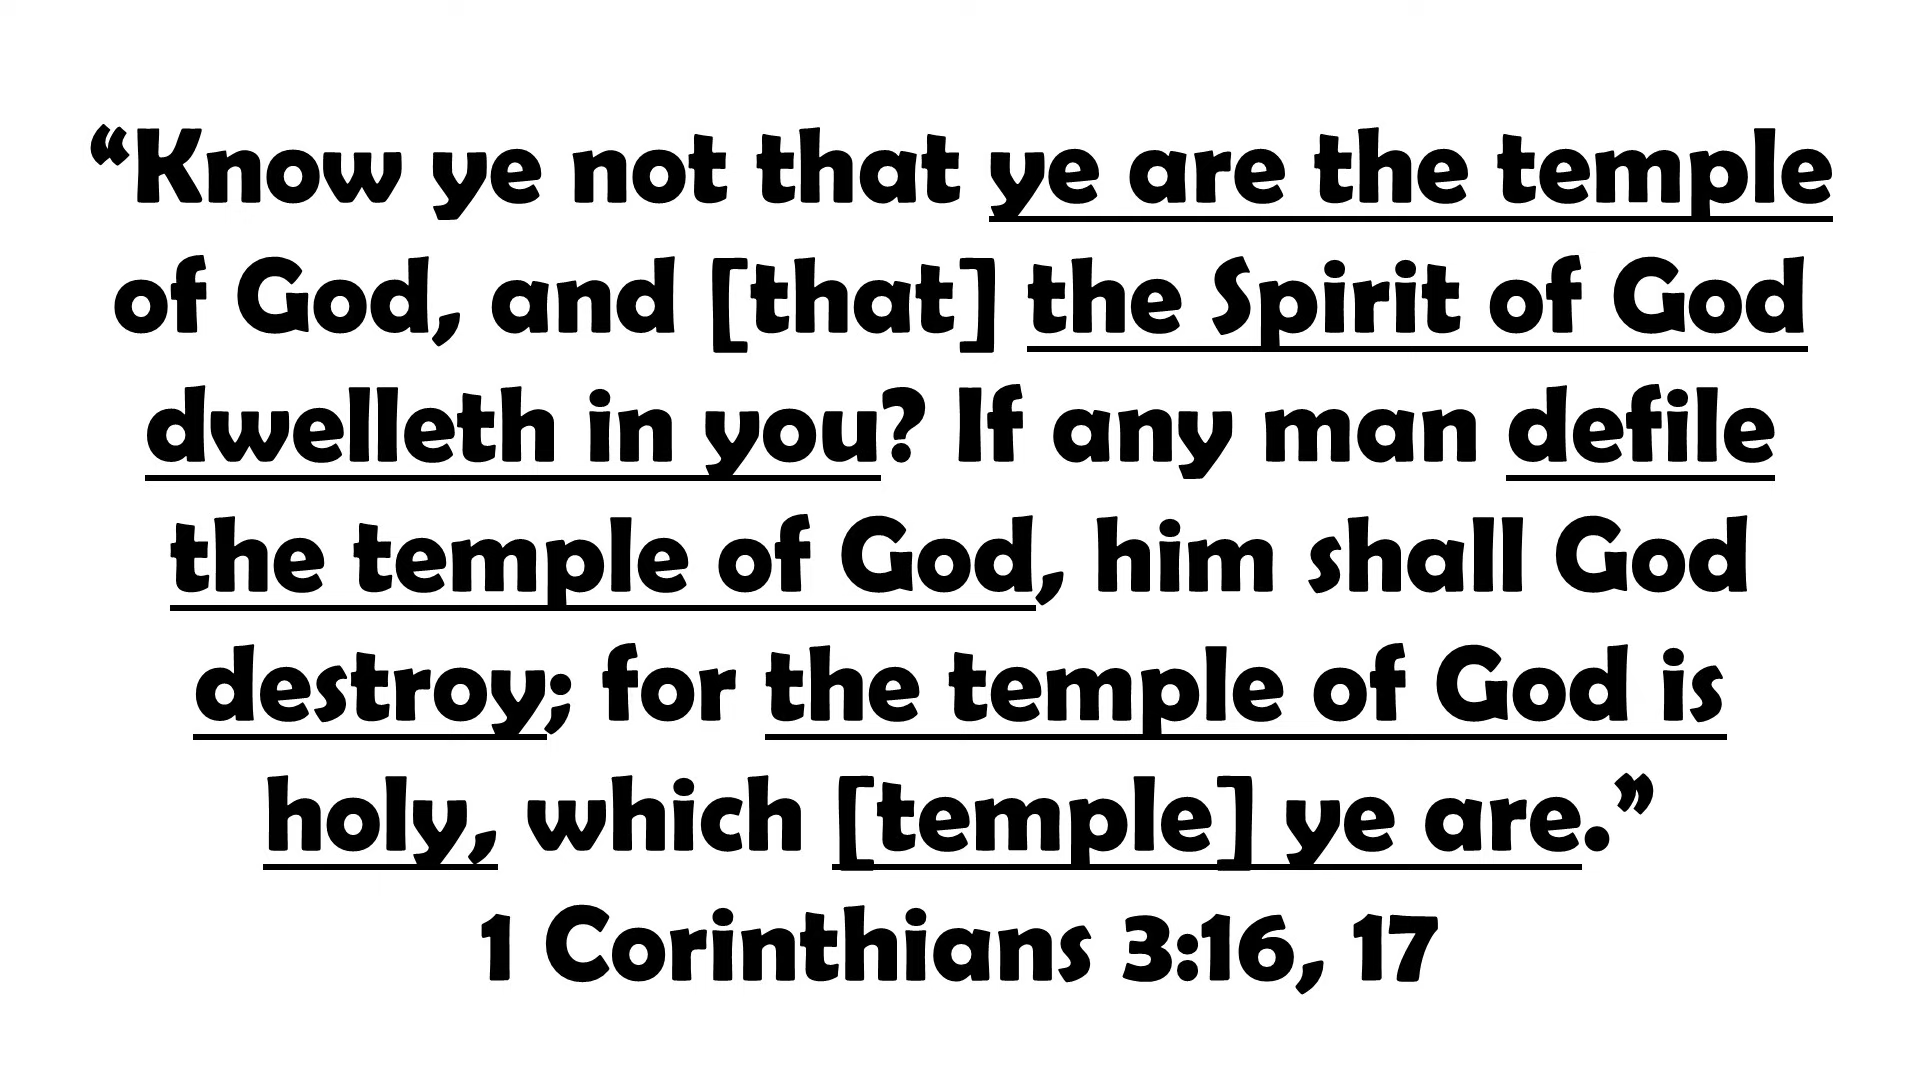 “Know ye not that ye are the temple
of God, and [that] the Spirit of God
dwelleth in you? If any man defile
the temple of God, him shall God
destroy; for the temple of God is
holy, which [temple] ye are.”
1 Corinthians 3:16, 17